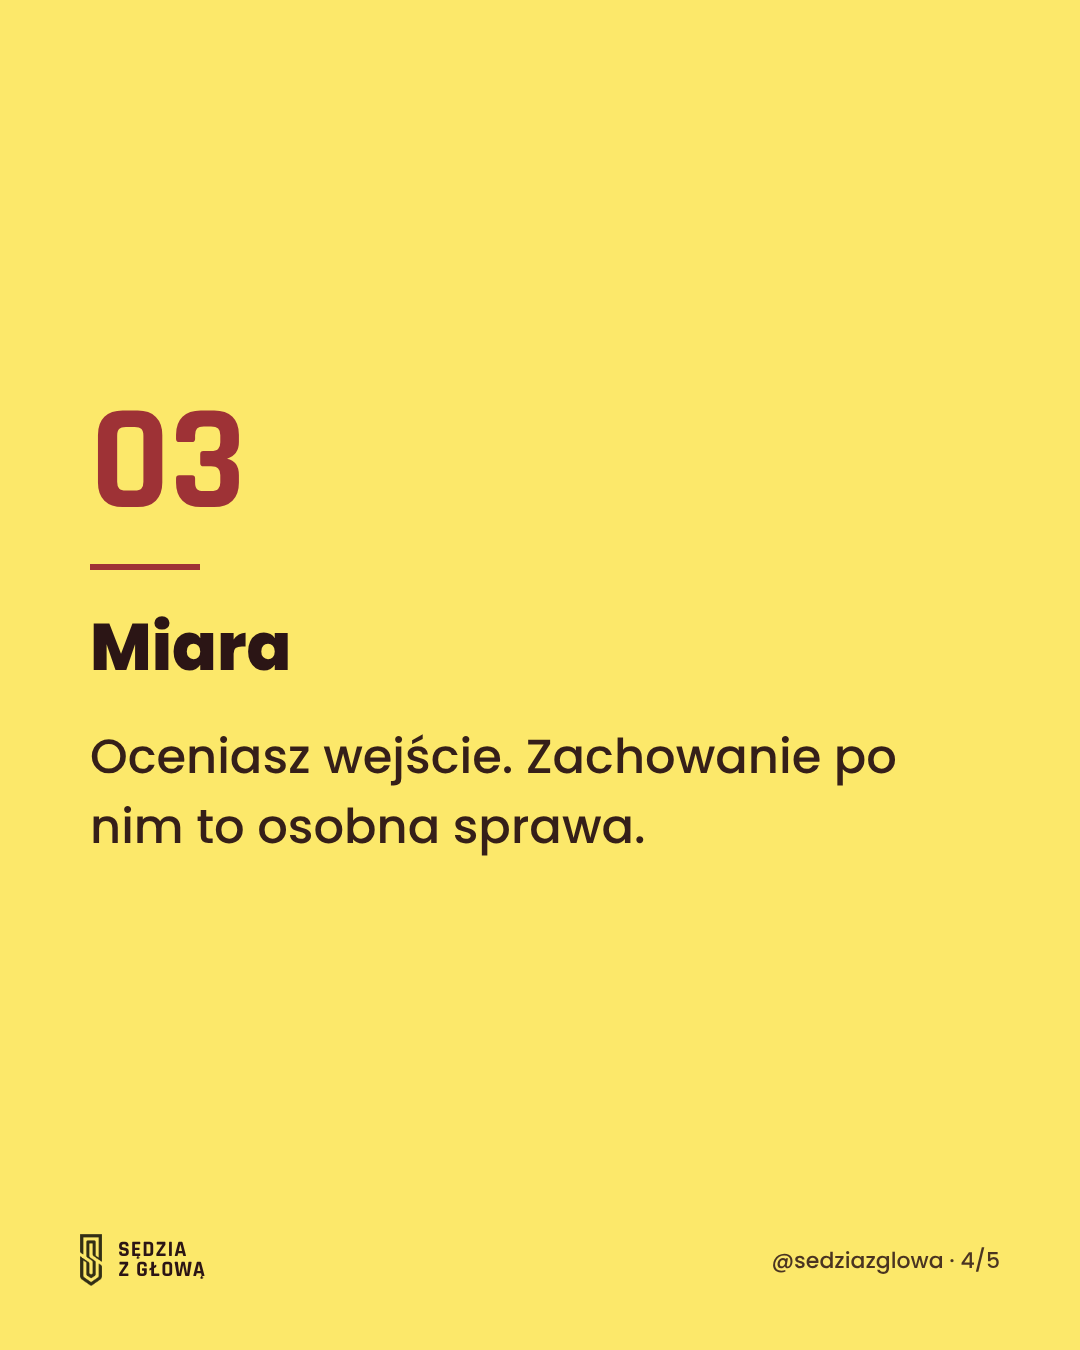 03
Miara
Oceniasz wejście. Zachowanie po
nim to osobna sprawa.
SĘDZIA
Z GŁOWĄ
@sedziazglowa · 4/5